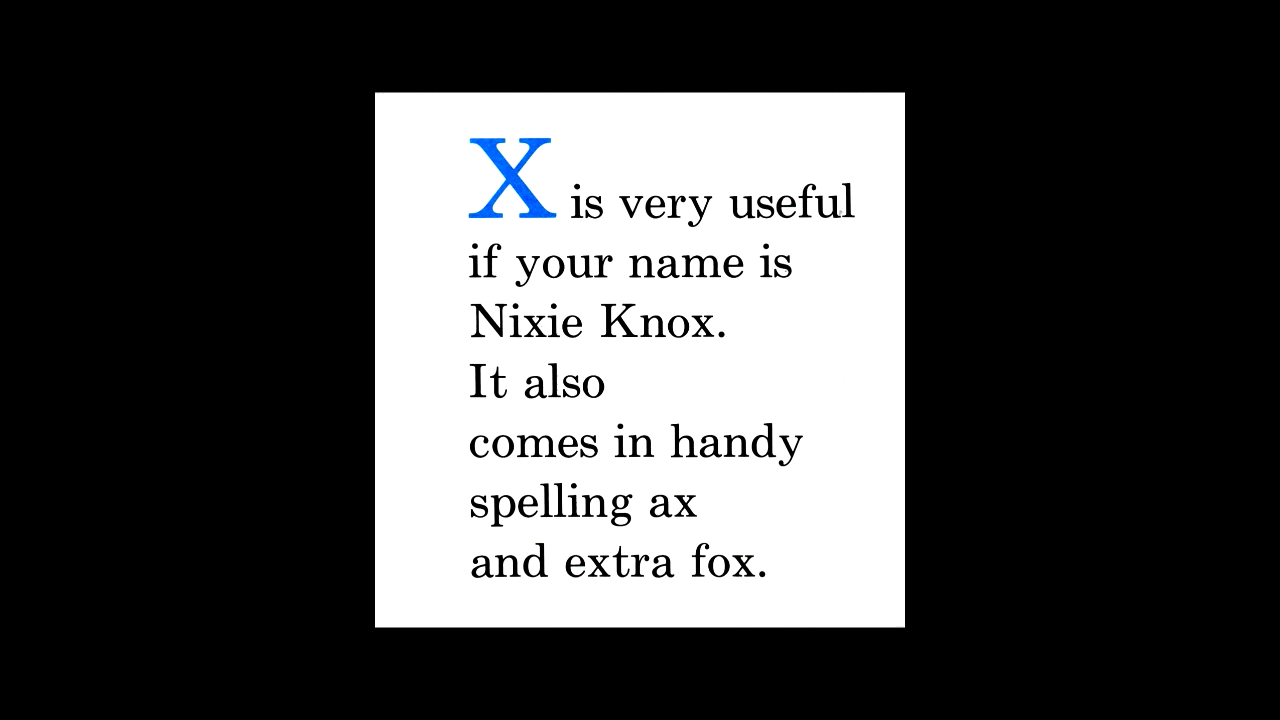 X is very useful
if your name is
Nixie Knox.
It also
comes in handy
spelling ax
and extra fox.